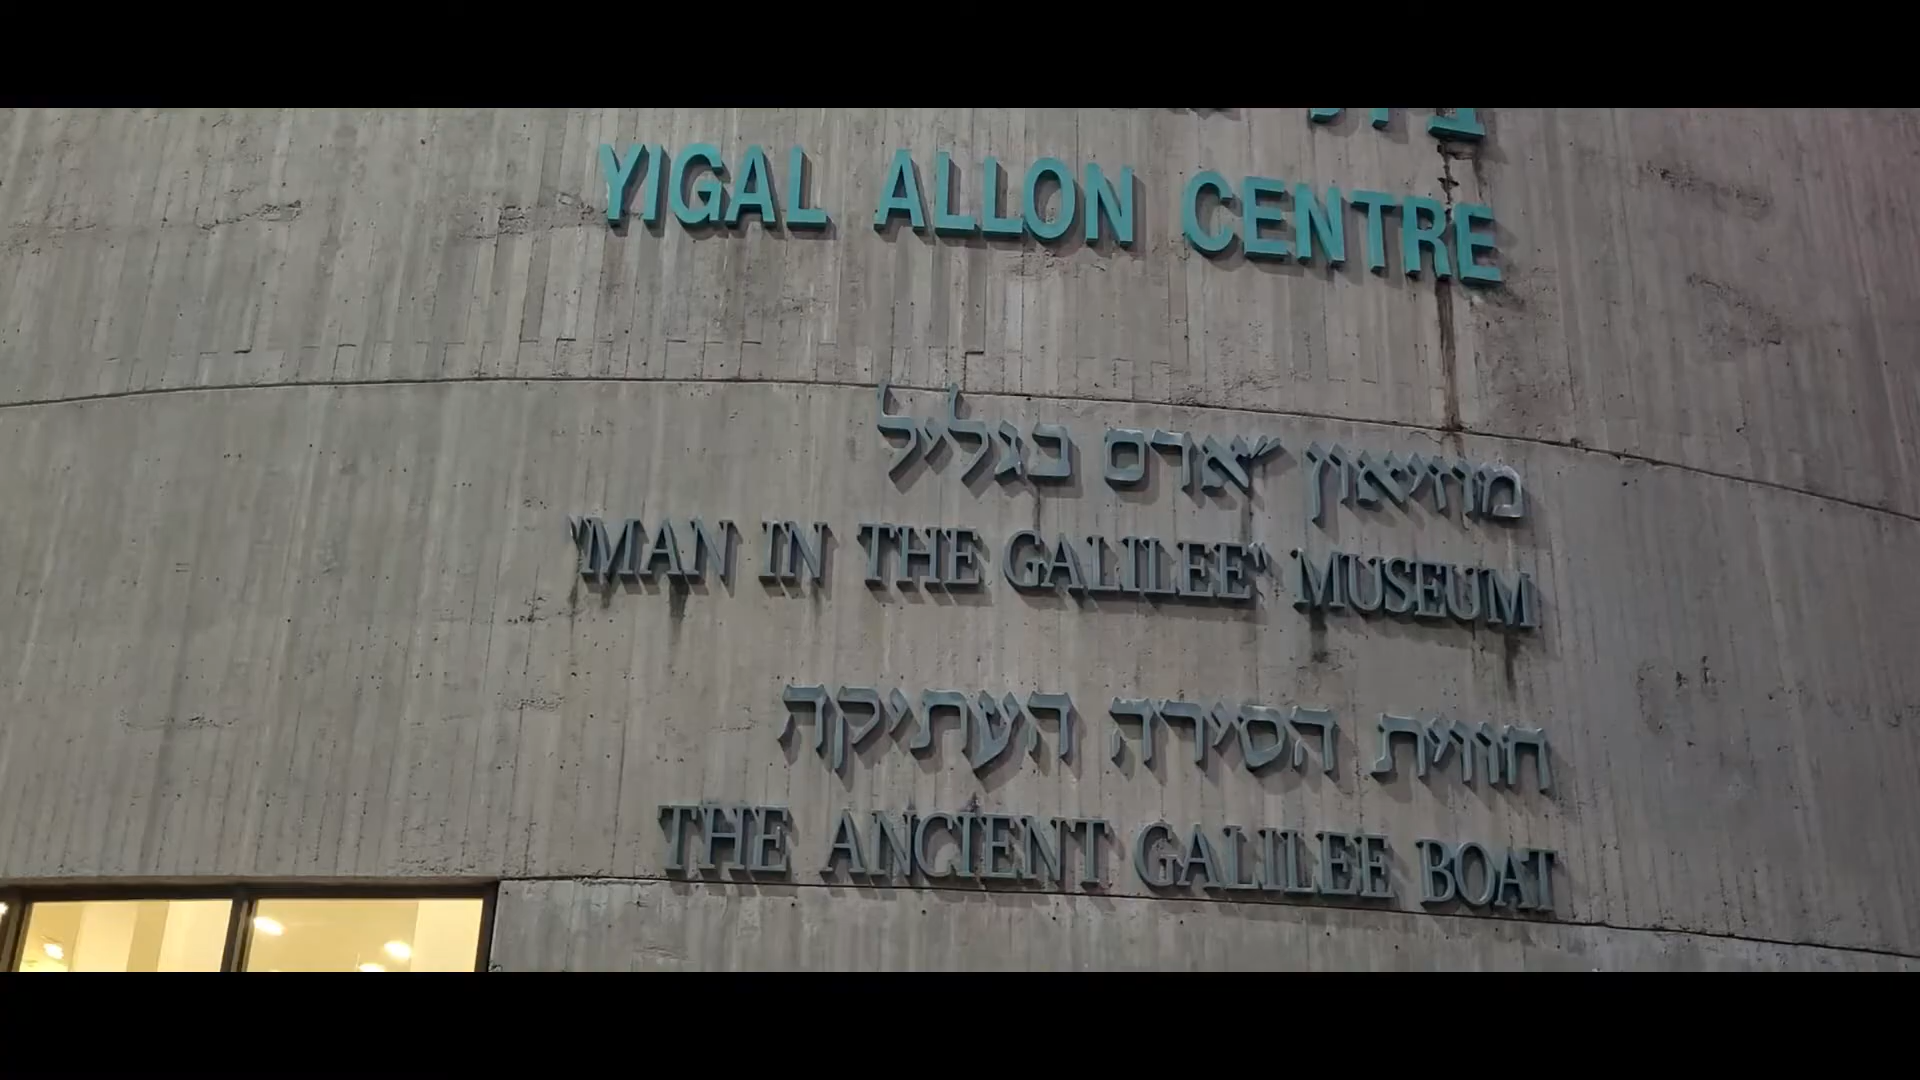 YIGAL ALLON CENTRE
מוזיאון "אדם בגליל
"MAN IN THE GALILEE" MUSEUM
חווית הסירה העתיקה
THE ANCIENT GALILEE BOAT